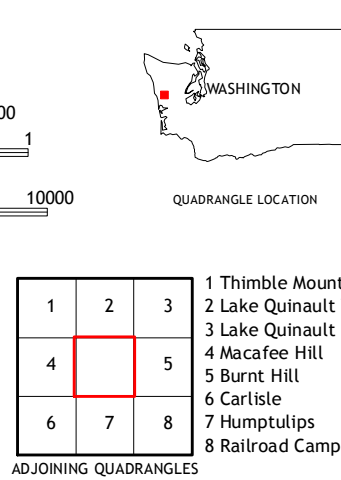 WASHINGTON
00
1
10000
QUADRANGLE LOCATION
1 2 3
4 5
6 7 8
1 Thimble Mount
2 Lake Quinault
3 Lake Quinault
4 Macafee Hill
5 Burnt Hill
6 Carlisle
7 Humptulips
8 Railroad Camp
ADJOINING QUADRANGLES